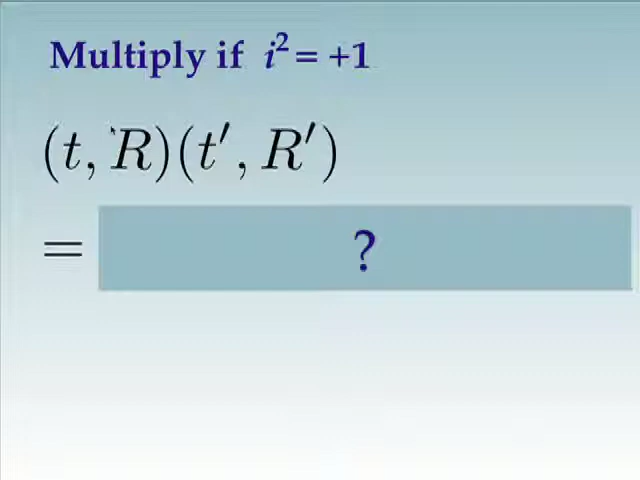 Multiply if i² = +1
(t, R)(t′, R′)
= ?